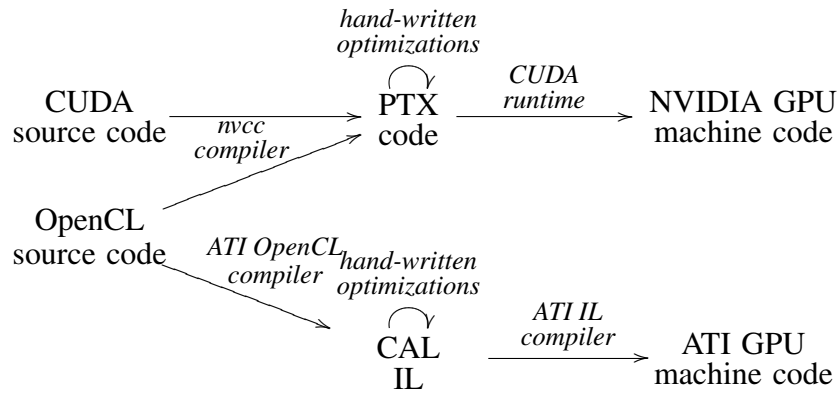 hand-written
optimizations
CUDA
source code
nvcc
compiler
PTX
code
CUDA
runtime
NVIDIA GPU
machine code
OpenCL
source code
ATI OpenCL
compiler
hand-written
optimizations
CAL
IL
ATI IL
compiler
ATI GPU
machine code